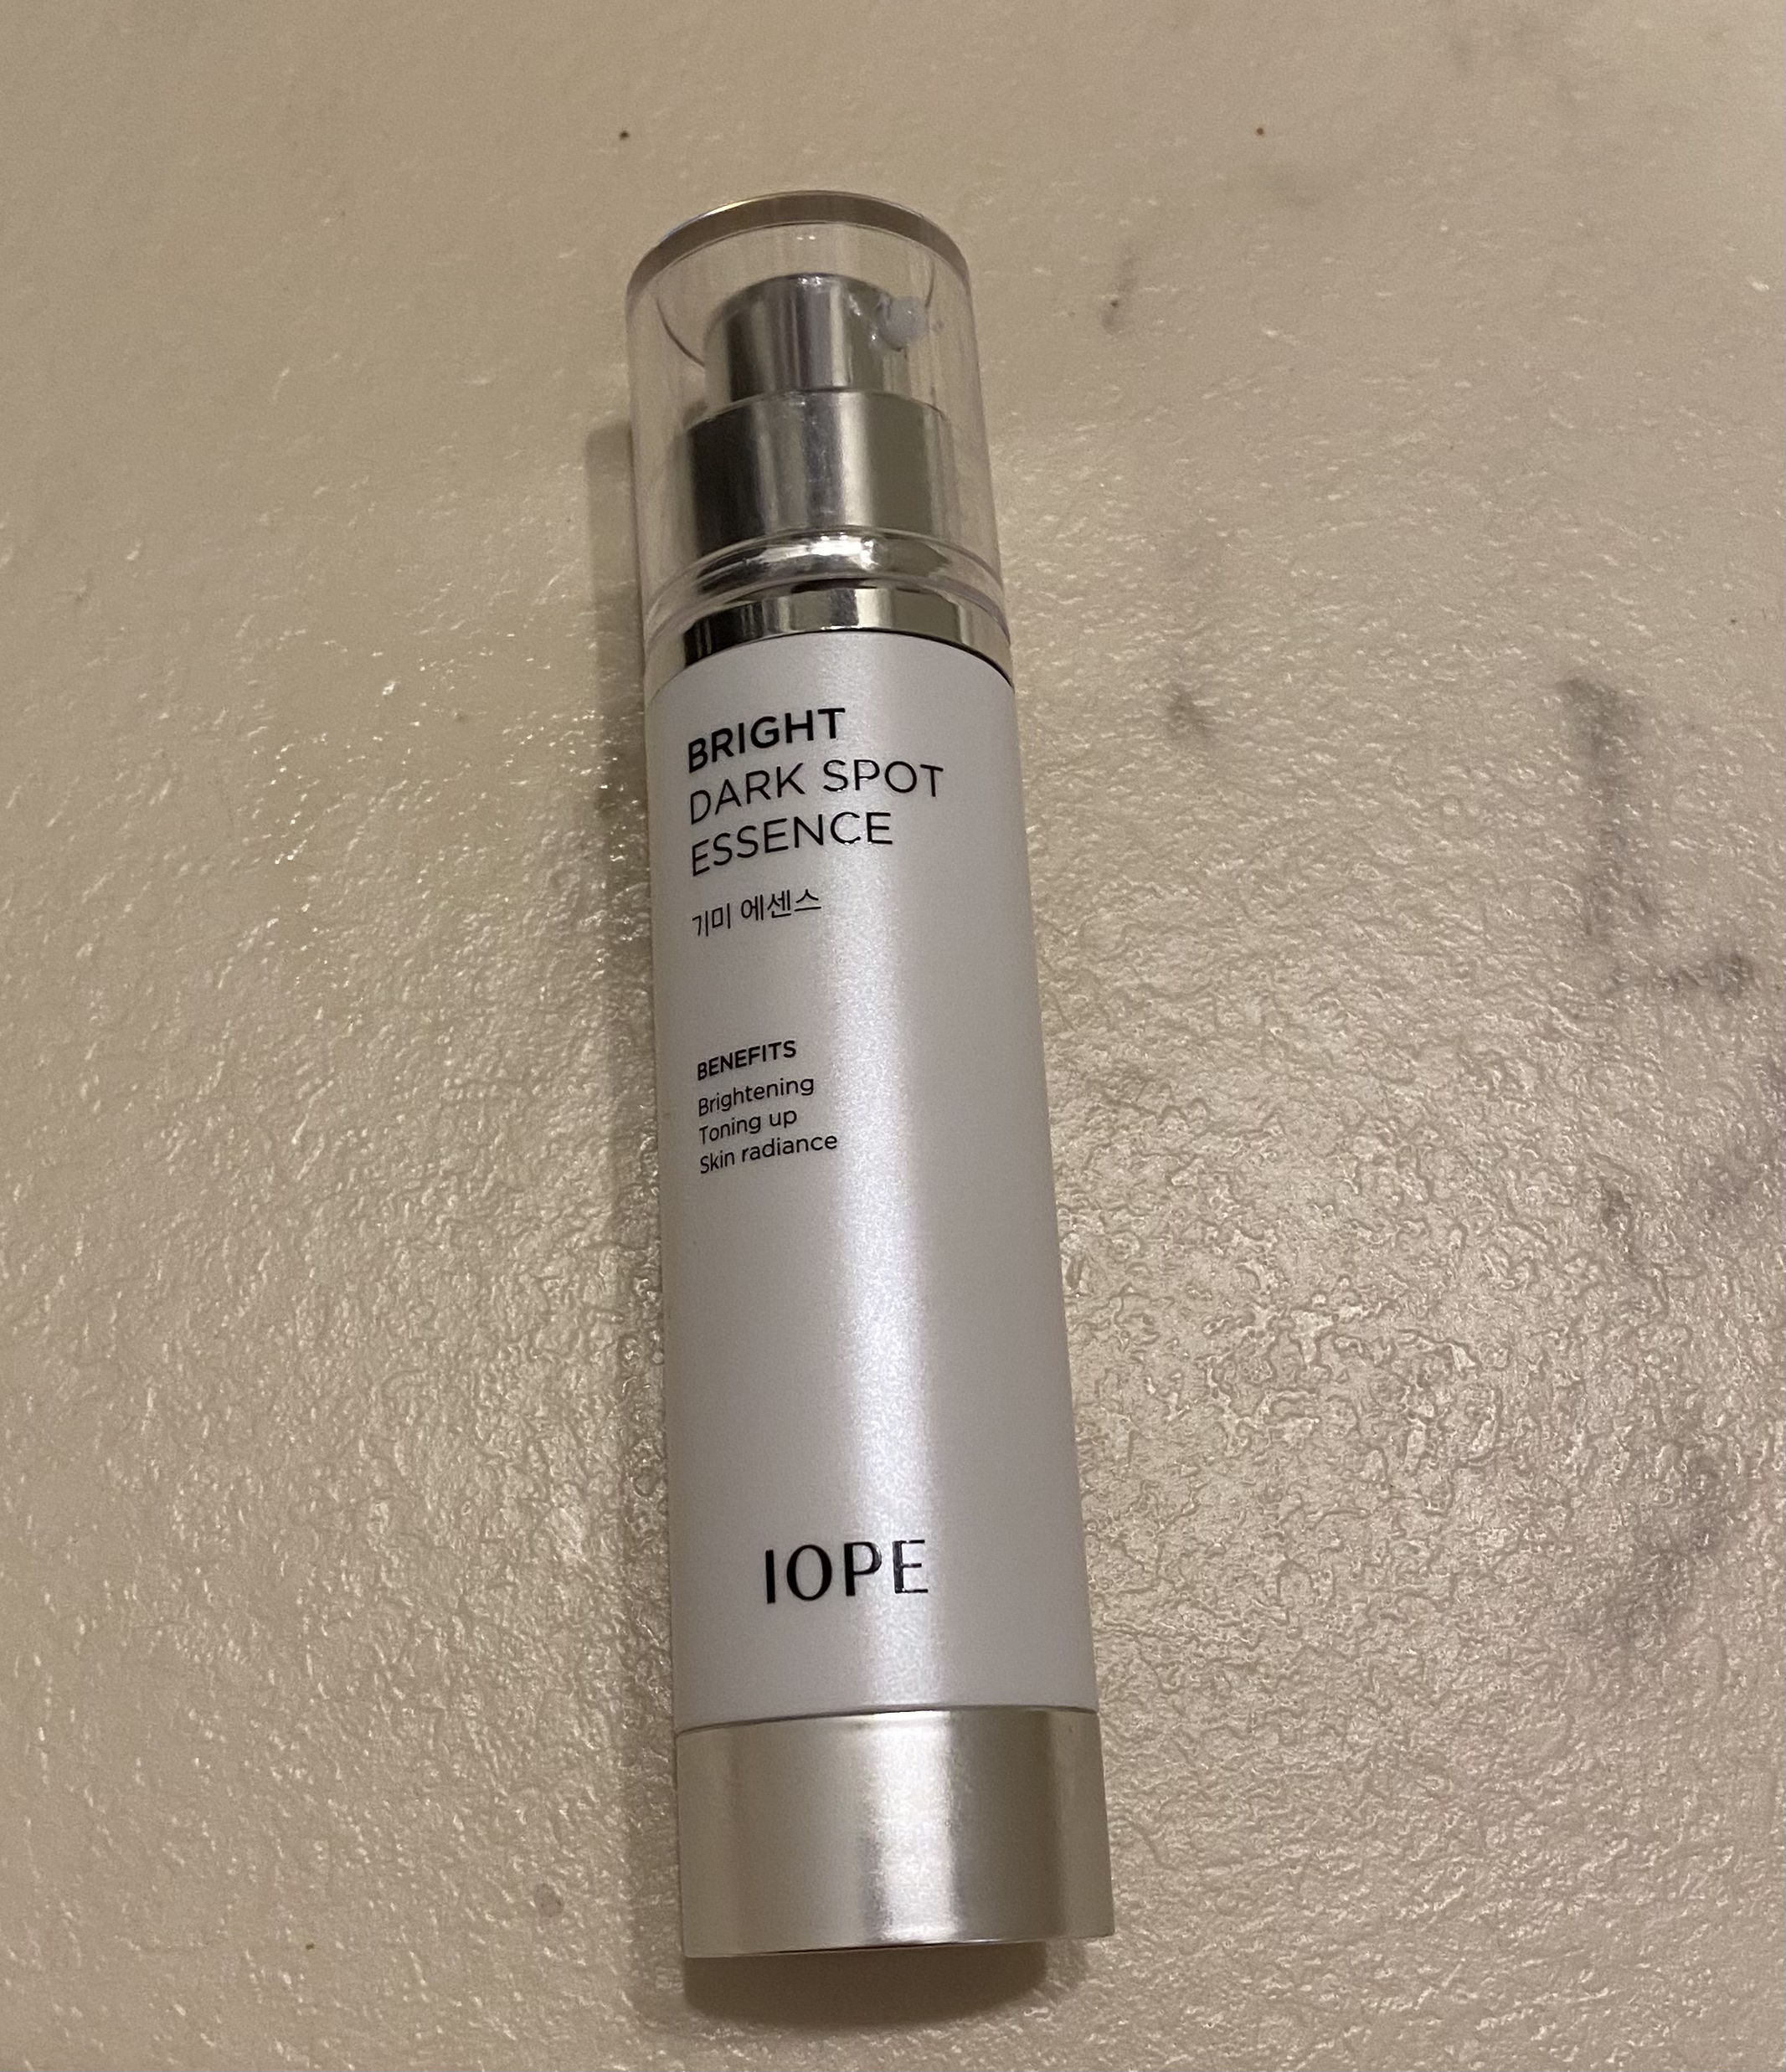 BRIGHT
DARK SPOT
ESSENCE
기미 에센스
BENEFITS
Brightening
Toning up
Skin radiance
IOPE